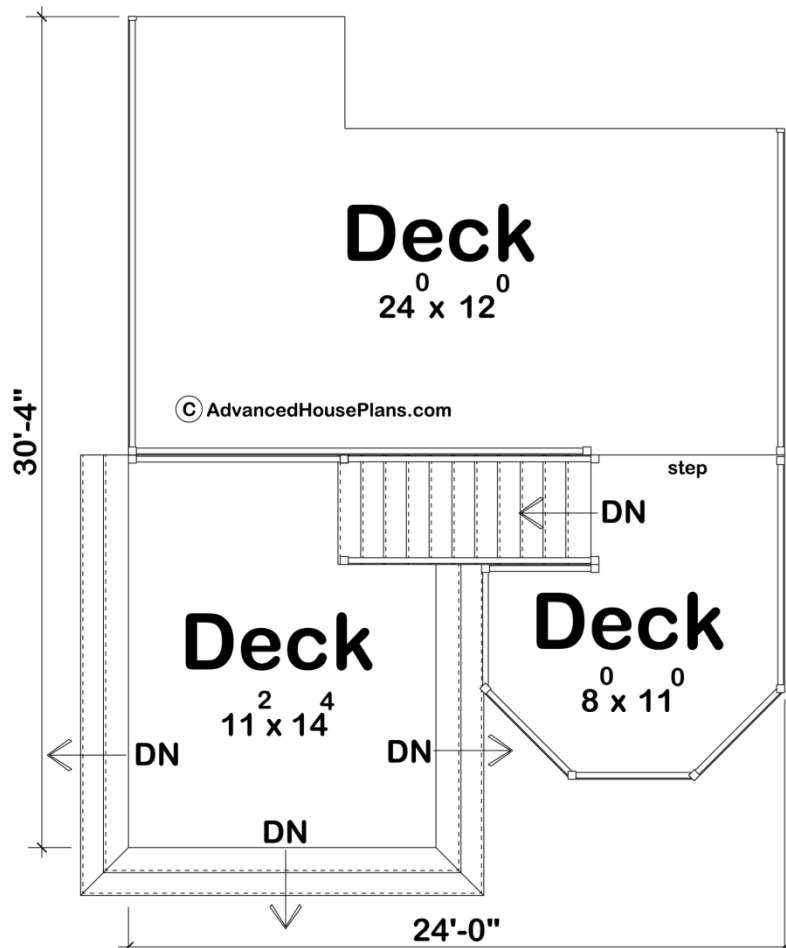 Deck
24⁰ x 12⁰
30'-4"
© AdvancedHousePlans.com
step
DN
Deck
8⁰ x 11⁰
Deck
11² x 14⁴
DN
DN
DN
24'-0"